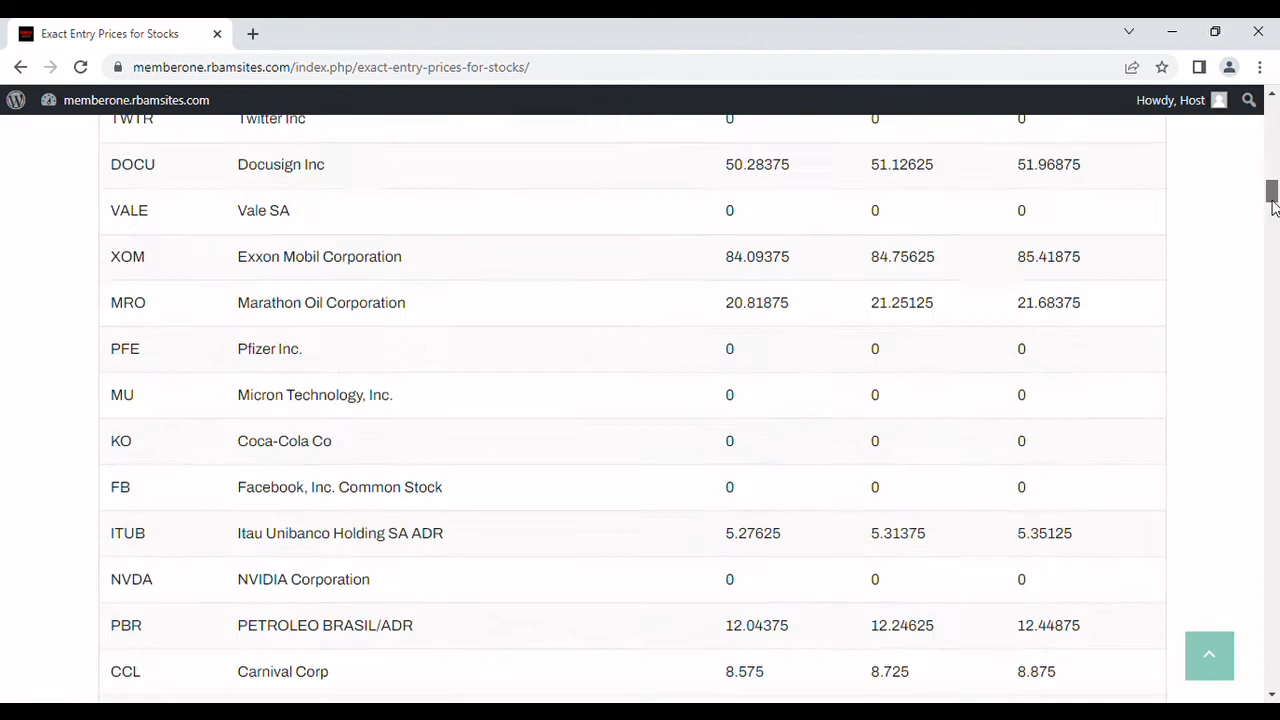 Exact Entry Prices for Stocks
memberone.rbamsites.com/index.php/exact-entry-prices-for-stocks/
memberone.rbamsites.com Howdy, Host
TWTR Twitter Inc 0 0 0
DOCU Docusign Inc 50.28375 51.12625 51.96875
VALE Vale SA 0 0 0
XOM Exxon Mobil Corporation 84.09375 84.75625 85.41875
MRO Marathon Oil Corporation 20.81875 21.25125 21.68375
PFE Pfizer Inc. 0 0 0
MU Micron Technology, Inc. 0 0 0
KO Coca-Cola Co 0 0 0
FB Facebook, Inc. Common Stock 0 0 0
ITUB Itau Unibanco Holding SA ADR 5.27625 5.31375 5.35125
NVDA NVIDIA Corporation 0 0 0
PBR PETROLEO BRASIL/ADR 12.04375 12.24625 12.44875
CCL Carnival Corp 8.575 8.725 8.875